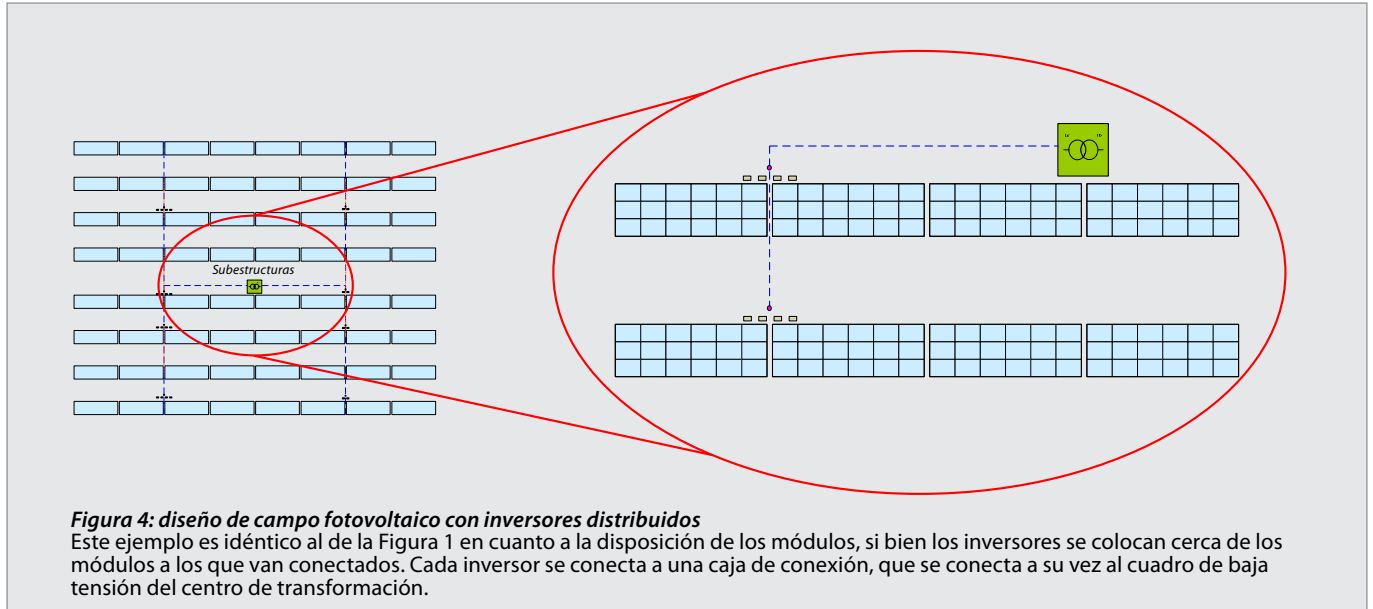 Subestructuras
Figura 4: diseño de campo fotovoltaico con inversores distribuidos
Este ejemplo es idéntico al de la Figura 1 en cuanto a la disposición de los módulos, si bien los inversores se colocan cerca de los
módulos a los que van conectados. Cada inversor se conecta a una caja de conexión, que se conecta a su vez al cuadro de baja
tensión del centro de transformación.